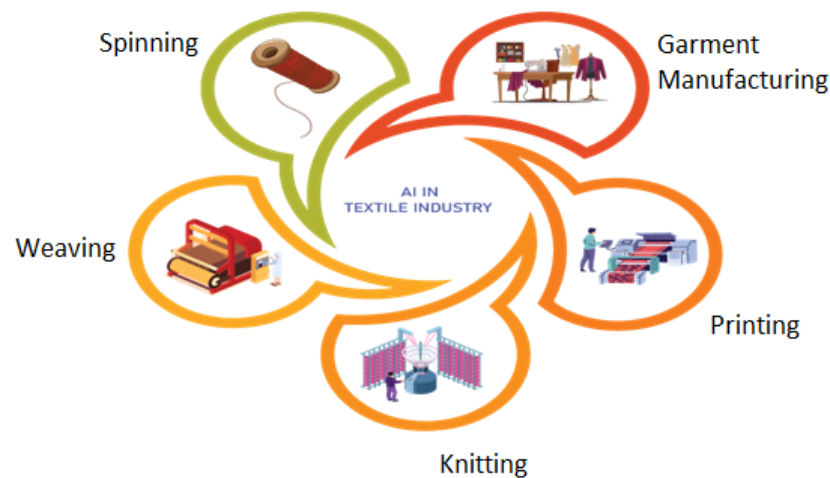 Spinning
Garment
Manufacturing
AI IN
TEXTILE INDUSTRY
Weaving
Printing
Knitting